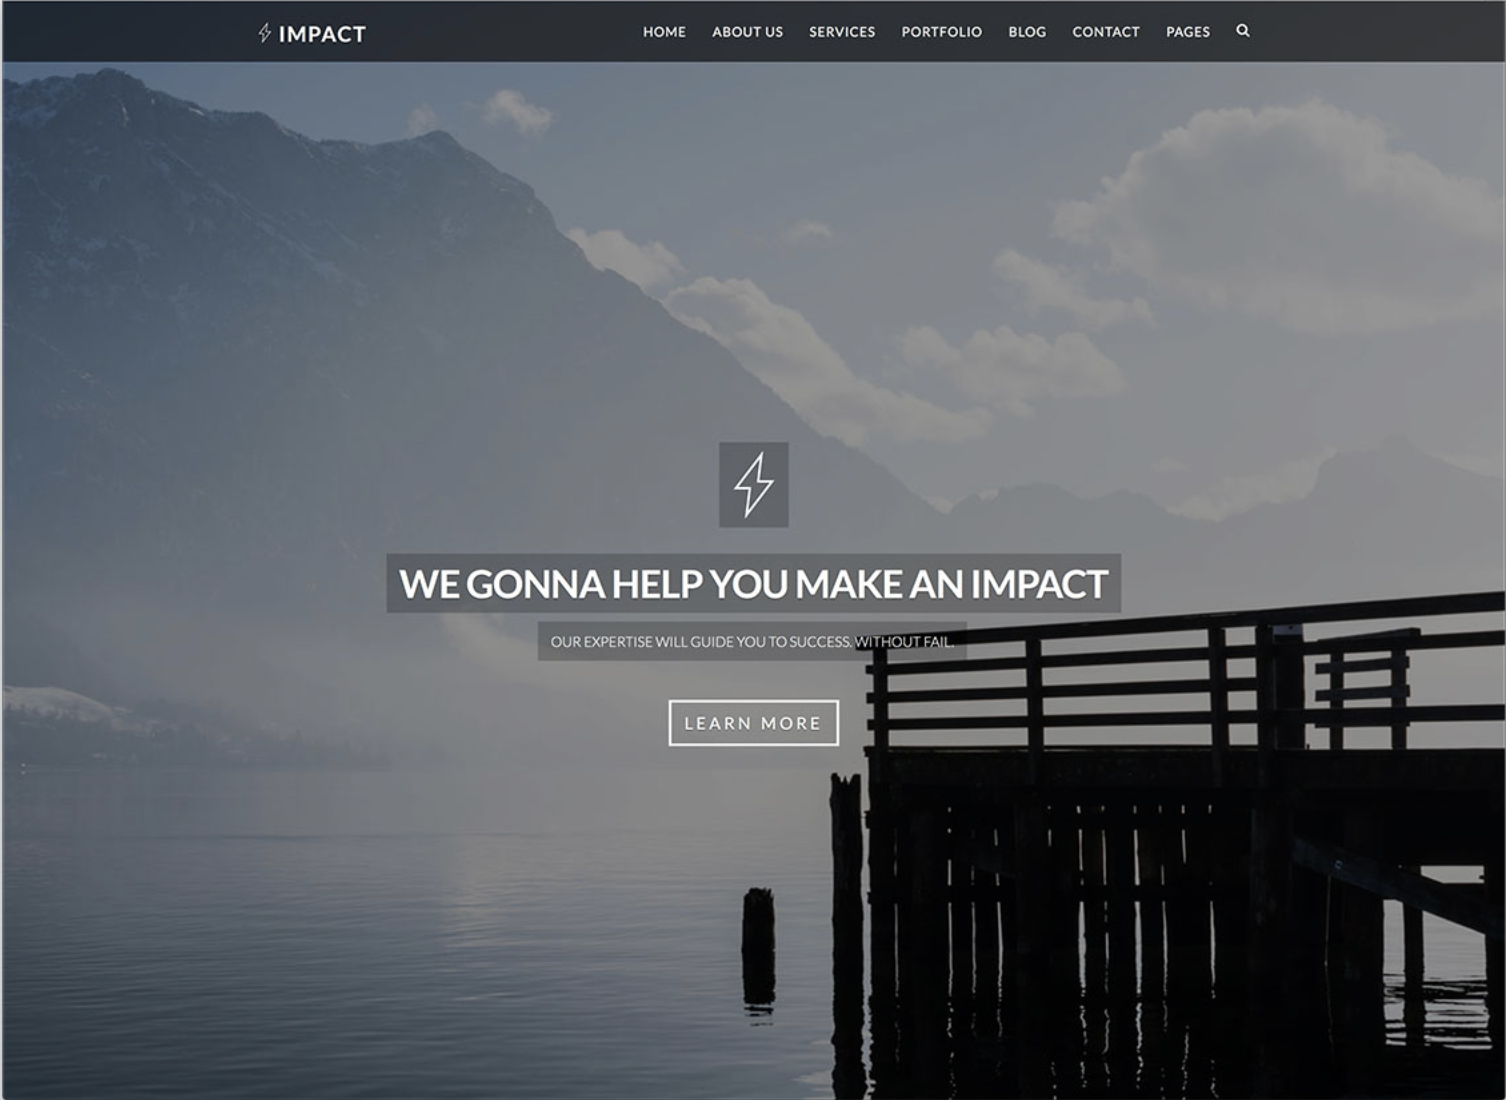 IMPACT
HOME ABOUT US SERVICES PORTFOLIO BLOG CONTACT PAGES
WE GONNA HELP YOU MAKE AN IMPACT
OUR EXPERTISE WILL GUIDE YOU TO SUCCESS. WITHOUT FAIL.
LEARN MORE